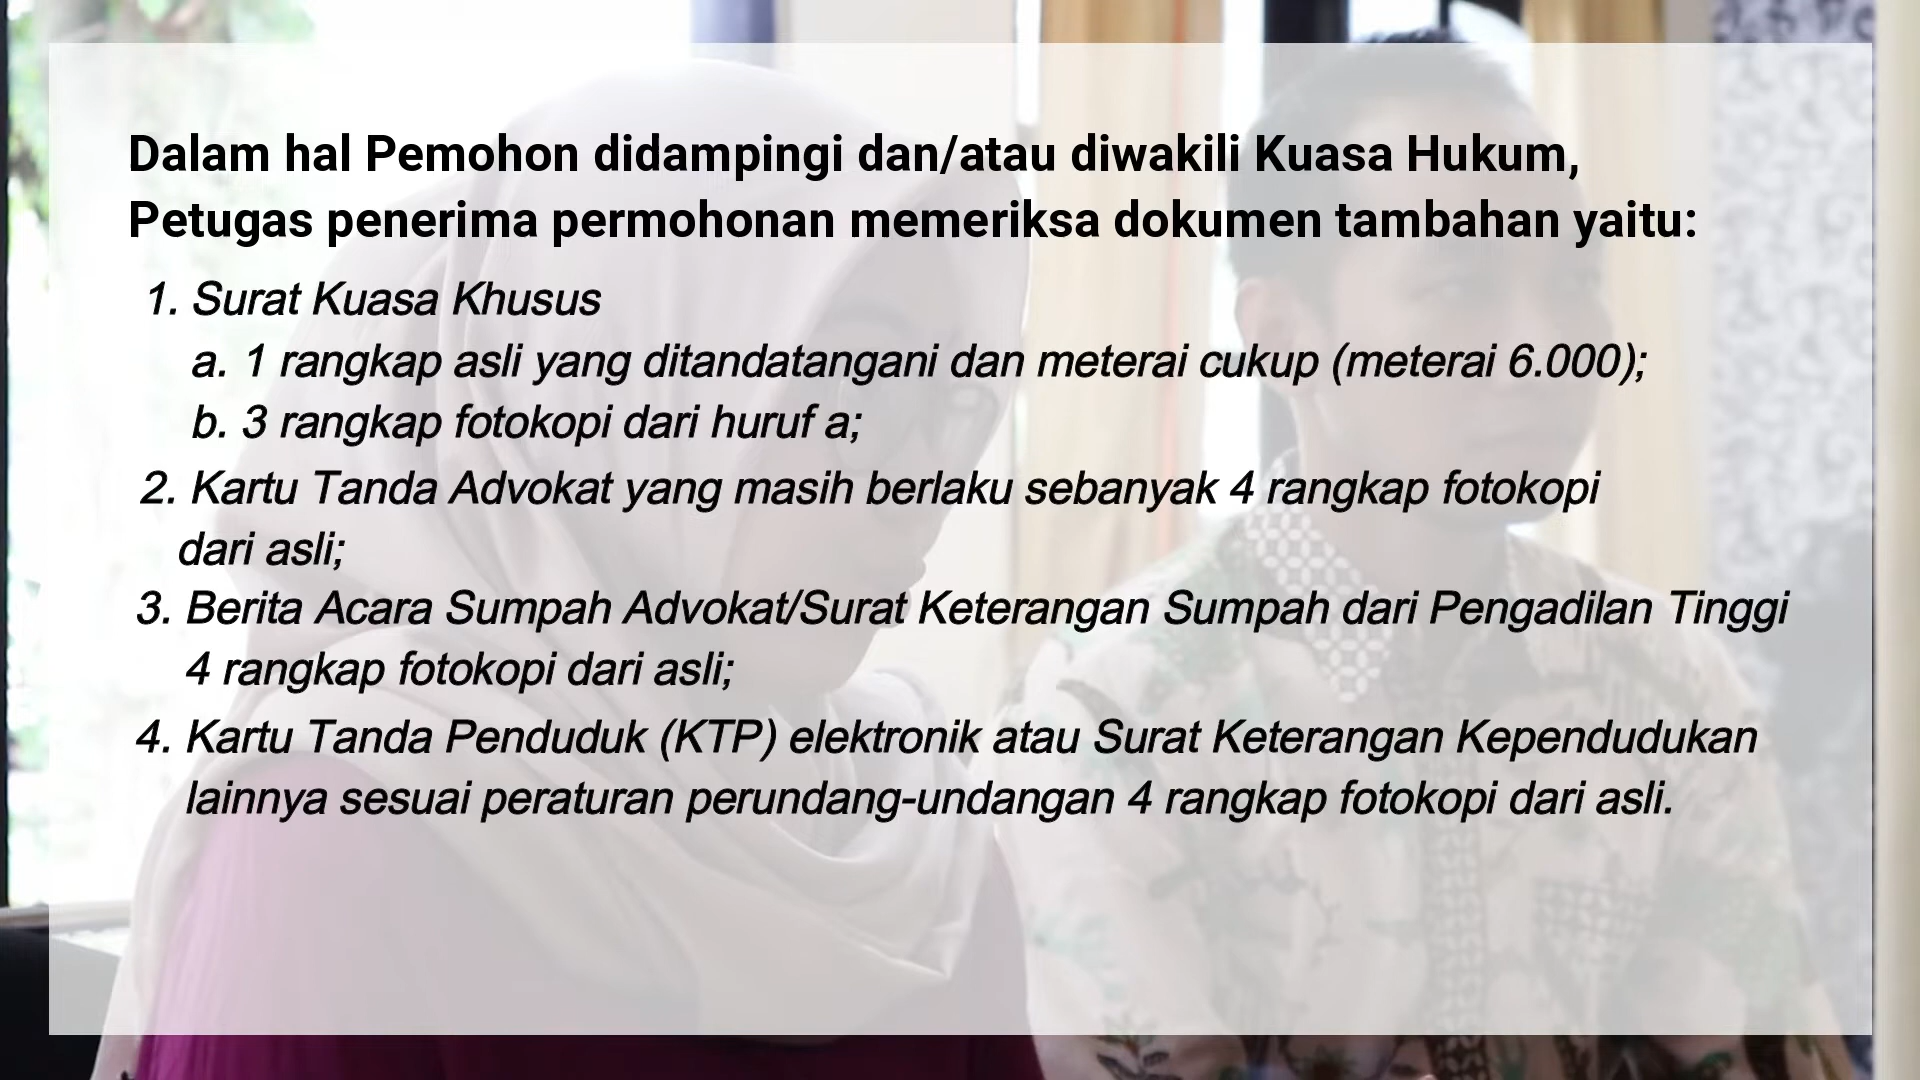 Dalam hal Pemohon didampingi dan/atau diwakili Kuasa Hukum,
Petugas penerima permohonan memeriksa dokumen tambahan yaitu:
1. Surat Kuasa Khusus
a. 1 rangkap asli yang ditandatangani dan meterai cukup (meterai 6.000);
b. 3 rangkap fotokopi dari huruf a;
2. Kartu Tanda Advokat yang masih berlaku sebanyak 4 rangkap fotokopi
dari asli;
3. Berita Acara Sumpah Advokat/Surat Keterangan Sumpah dari Pengadilan Tinggi
4 rangkap fotokopi dari asli;
4. Kartu Tanda Penduduk (KTP) elektronik atau Surat Keterangan Kependudukan
lainnya sesuai peraturan perundang-undangan 4 rangkap fotokopi dari asli.